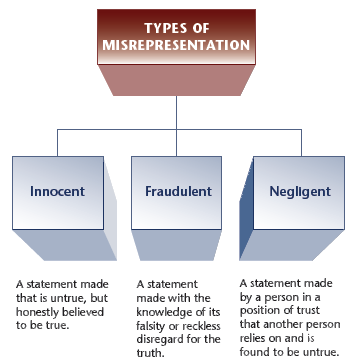 TYPES OF
MISREPRESENTATION
Innocent
Fraudulent
Negligent
A statement made
that is untrue, but
honestly believed
to be true.
A statement
made with the
knowledge of its
falsity or reckless
disregard for the
truth.
A statement made
by a person in a
position of trust
that another person
relies on and is
found to be untrue.